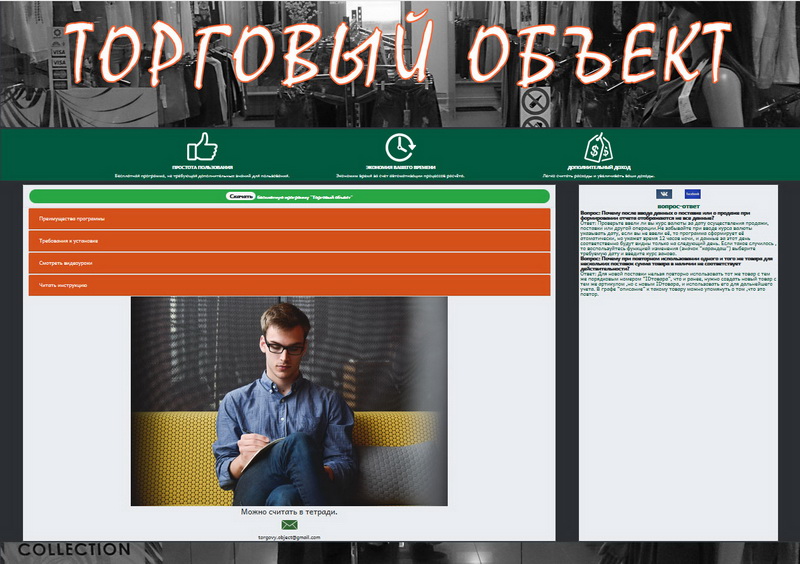 ТОРГОВЫЙ ОБЪЕКТ
VISA
VISA
ПРОСТОТА ПОЛЬЗОВАНИЯ
Бесплатная программа, не требующая дополнительных знаний для пользования.
ЭКОНОМИЯ ВАШЕГО ВРЕМЕНИ
Экономия время за счет автоматизации процессов расчёта.
ДОПОЛНИТЕЛЬНЫЙ ДОХОД
Легко считать расходы и увеличивать ваши доходы.
Скачать бесплатную программу "Торговый объект"
Преимущества программы
Требования к установке
Смотреть видеоуроки
Читать инструкцию
Можно считать в тетради.
torgovy.object@gmail.com
facebook
вопрос-ответ
Вопрос: Почему после ввода данных о поставке или о продаже при
формировании отчета отображаются не все данные?
Ответ: Проверьте ввели ли вы курс валюты за дату осуществления продажи,
поставки или другой операции.Не забывайте при вводе курса валюты
указывать дату, если вы не ввели её, то программа сформирует её
автоматически, но укажет время 12 часов ночи, и данные за этот день
соответственно будут видны только на следующий день. Если такое случилось ,
то воспользуйтесь функцией изменения (значок "карандаш") выберите
требуемую дату и введите курс заново.
Вопрос: Почему при повторном использовании одного и того же товара для
нескольких поставок сумма товара в наличии не соответствует
действительности?
Ответ: Для новой поставки нельзя повторно использовать тот же товар с тем
же порядковым номером "IDтовара", что и ранее, нужно создать новый товар с
тем же артикулом ,но с новым IDтовара, и использовать его для дальнейшего
учета. В графе "описание" к такому товару можно упомянуть о том ,что это
повтор.
COLLECTION